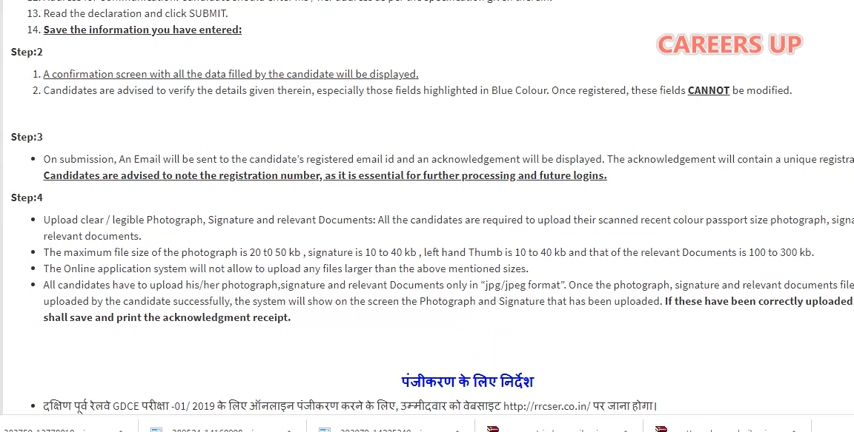 13. Read the declaration and click SUBMIT.
14. Save the information you have entered:
CAREERS UP
Step:2
1. A confirmation screen with all the data filled by the candidate will be displayed.
2. Candidates are advised to verify the details given therein, especially those fields highlighted in Blue Colour. Once registered, these fields CANNOT be modified.
Step:3
• On submission, An Email will be sent to the candidate's registered email id and an acknowledgement will be displayed. The acknowledgement will contain a unique registra
Candidates are advised to note the registration number, as it is essential for further processing and future logins.
Step:4
• Upload clear / legible Photograph, Signature and relevant Documents: All the candidates are required to upload their scanned recent colour passport size photograph, signa
relevant documents.
• The maximum file size of the photograph is 20 t0 50 kb , signature is 10 to 40 kb , left hand Thumb is 10 to 40 kb and that of the relevant Documents is 100 to 300 kb.
• The Online application system will not allow to upload any files larger than the above mentioned sizes.
• All candidates have to upload his/her photograph,signature and relevant Documents only in "jpg/jpeg format". Once the photograph, signature and relevant documents file
uploaded by the candidate successfully, the system will show on the screen the Photograph and Signature that has been uploaded. If these have been correctly uploaded
shall save and print the acknowledgment receipt.
पंजीकरण के लिए निर्देश
• दक्षिण पूर्व रेलवे GDCE परीक्षा -01/ 2019 के लिए ऑनलाइन पंजीकरण करने के लिए, उम्मीदवार को वेबसाइट http://rrcser.co.in/ पर जाना होगा।